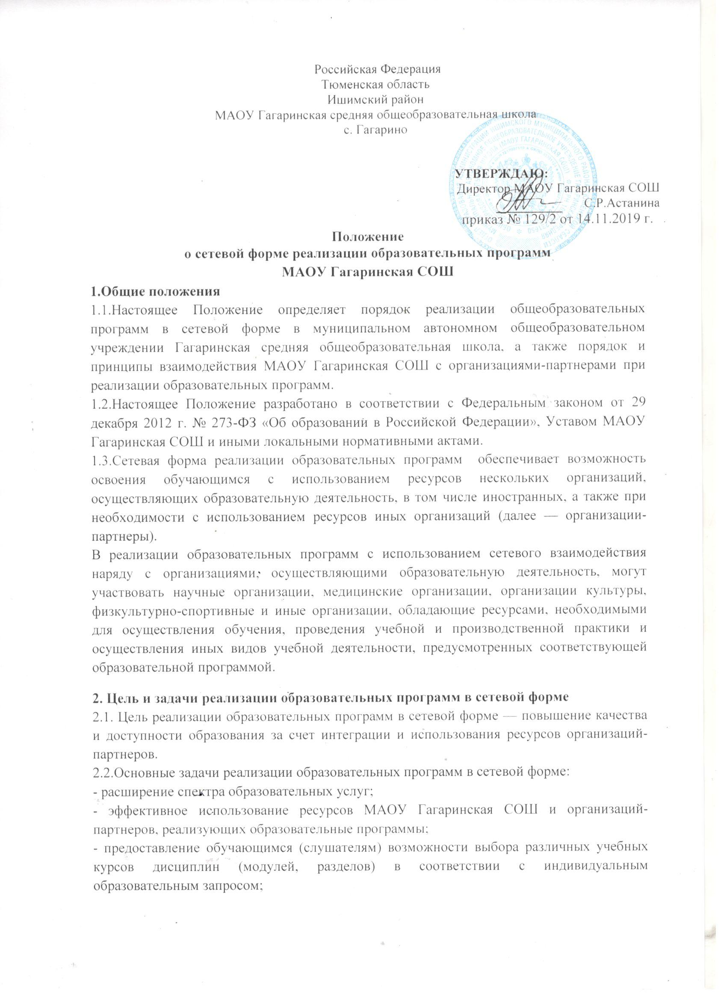 Российская Федерация
Тюменская область
Ишимский район
МАОУ Гагаринская средняя общеобразовательная школа
с. Гагарино
УТВЕРЖДАЮ:
Директор МАОУ Гагаринская СОШ
С.Р.Астанина
приказ № 129/2 от 14.11.2019 г.
Положение
о сетевой форме реализации образовательных программ
МАОУ Гагаринская СОШ
1.Общие положения
1.1.Настоящее Положение определяет порядок реализации общеобразовательных
программ в сетевой форме в муниципальном автономном общеобразовательном
учреждении Гагаринская средняя общеобразовательная школа, а также порядок и
принципы взаимодействия МАОУ Гагаринская СОШ с организациями-партнерами при
реализации образовательных программ.
1.2.Настоящее Положение разработано в соответствии с Федеральным законом от 29
декабря 2012 г. № 273-ФЗ «Об образований в Российской Федерации», Уставом МАОУ
Гагаринская СОШ и иными локальными нормативными актами.
1.3.Сетевая форма реализации образовательных программ обеспечивает возможность
освоения обучающимся с использованием ресурсов нескольких организаций,
осуществляющих образовательную деятельность, в том числе иностранных, а также при
необходимости с использованием ресурсов иных организаций (далее — организации-
партнеры).
В реализации образовательных программ с использованием сетевого взаимодействия
наряду с организациями, осуществляющими образовательную деятельность, могут
участвовать научные организации, медицинские организации, организации культуры,
физкультурно-спортивные и иные организации, обладающие ресурсами, необходимыми
для осуществления обучения, проведения учебной и производственной практики и
осуществления иных видов учебной деятельности, предусмотренных соответствующей
образовательной программой.
2. Цель и задачи реализации образовательных программ в сетевой форме
2.1. Цель реализации образовательных программ в сетевой форме — повышение качества
и доступности образования за счет интеграции и использования ресурсов организаций-
партнеров.
2.2.Основные задачи реализации образовательных программ в сетевой форме:
- расширение спектра образовательных услуг;
- эффективное использование ресурсов МАОУ Гагаринская СОШ и организаций-
партнеров, реализующих образовательные программы;
- предоставление обучающимся (слушателям) возможности выбора различных учебных
курсов дисциплин (модулей, разделов) в соответствии с индивидуальным
образовательным запросом;